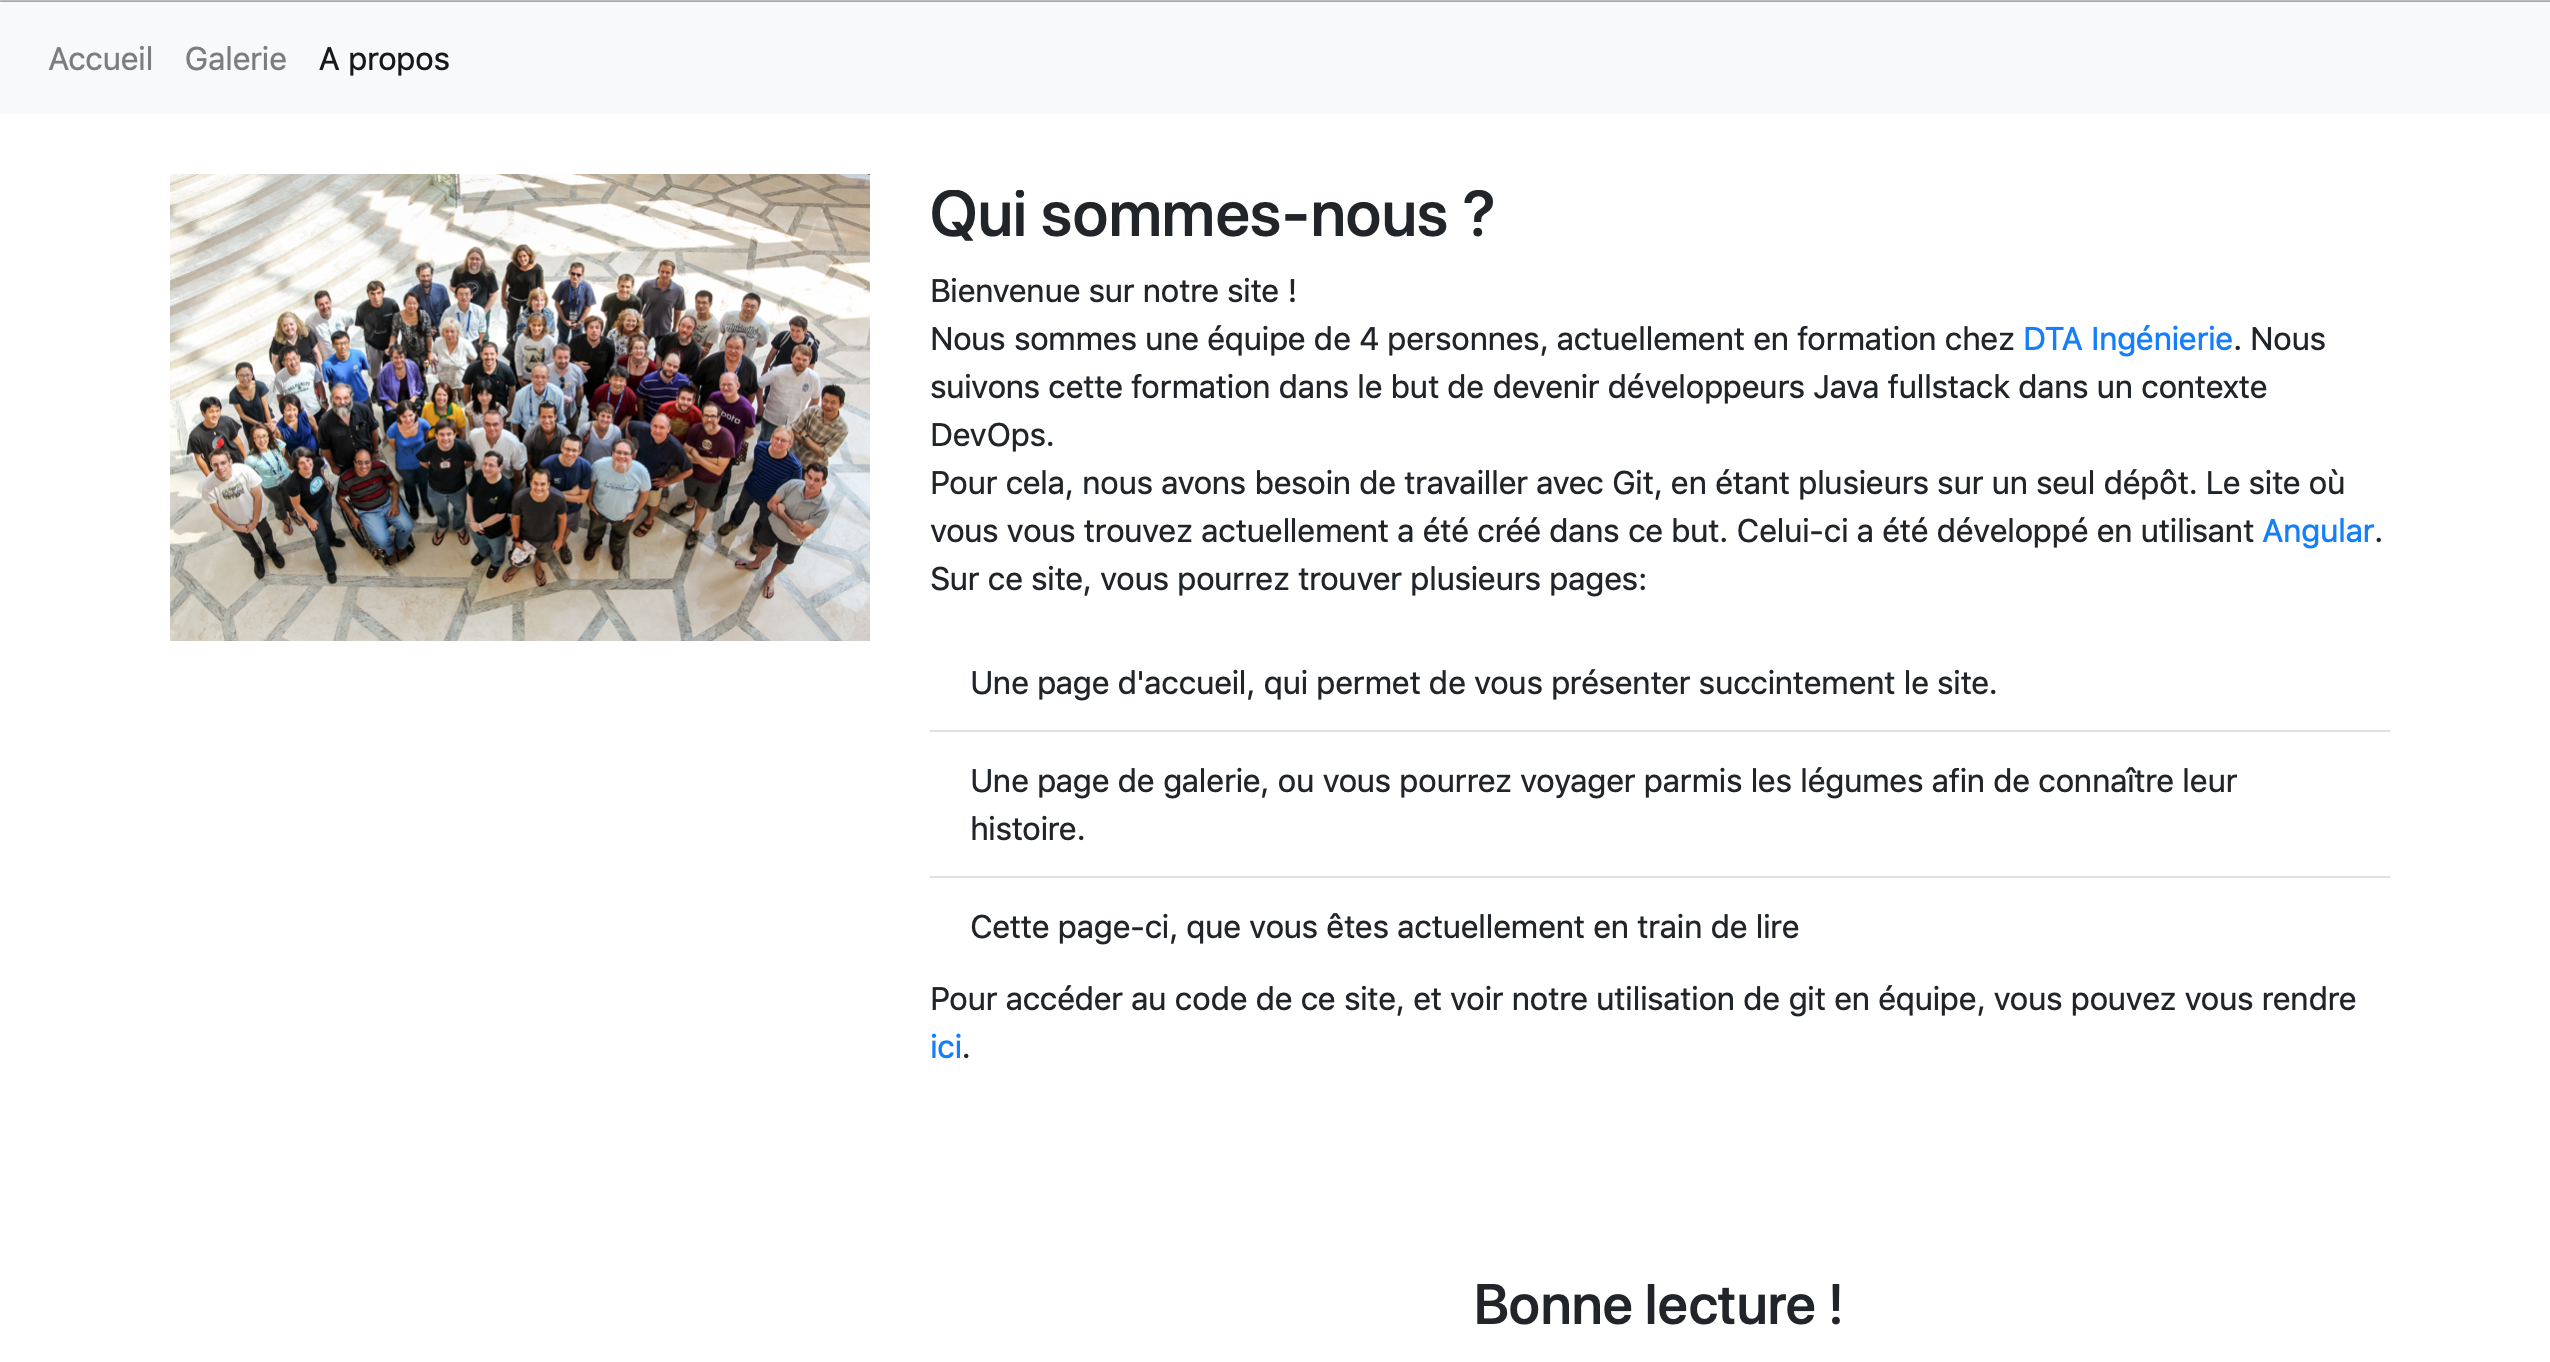 Accueil Galerie A propos
Qui sommes-nous ?
Bienvenue sur notre site !
Nous sommes une équipe de 4 personnes, actuellement en formation chez DTA Ingénierie. Nous
suivons cette formation dans le but de devenir développeurs Java fullstack dans un contexte
DevOps.
Pour cela, nous avons besoin de travailler avec Git, en étant plusieurs sur un seul dépôt. Le site où
vous vous trouvez actuellement a été créé dans ce but. Celui-ci a été développé en utilisant Angular.
Sur ce site, vous pourrez trouver plusieurs pages:
Une page d'accueil, qui permet de vous présenter succintement le site.
Une page de galerie, ou vous pourrez voyager parmis les légumes afin de connaître leur
histoire.
Cette page-ci, que vous êtes actuellement en train de lire
Pour accéder au code de ce site, et voir notre utilisation de git en équipe, vous pouvez vous rendre
ici.
Bonne lecture !